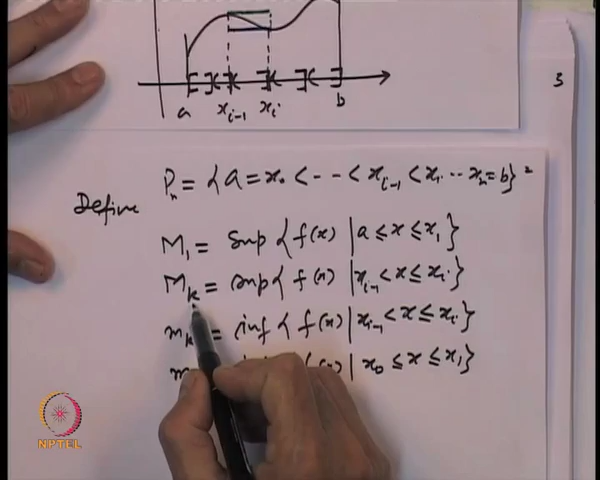 a x_{i-1} x_i b
3
Define P_n = { a = x_0 < -- < x_{i-1} < x_i -- x_n = b }
M_1 = Sup { f(x) | a ≤ x ≤ x_1 }
M_k = sup { f(x) | x_{i-1} < x ≤ x_i }
m_k = inf { f(x) | x_{i-1} < x ≤ x_i }
| x_0 ≤ x ≤ x_1 }
NPTEL